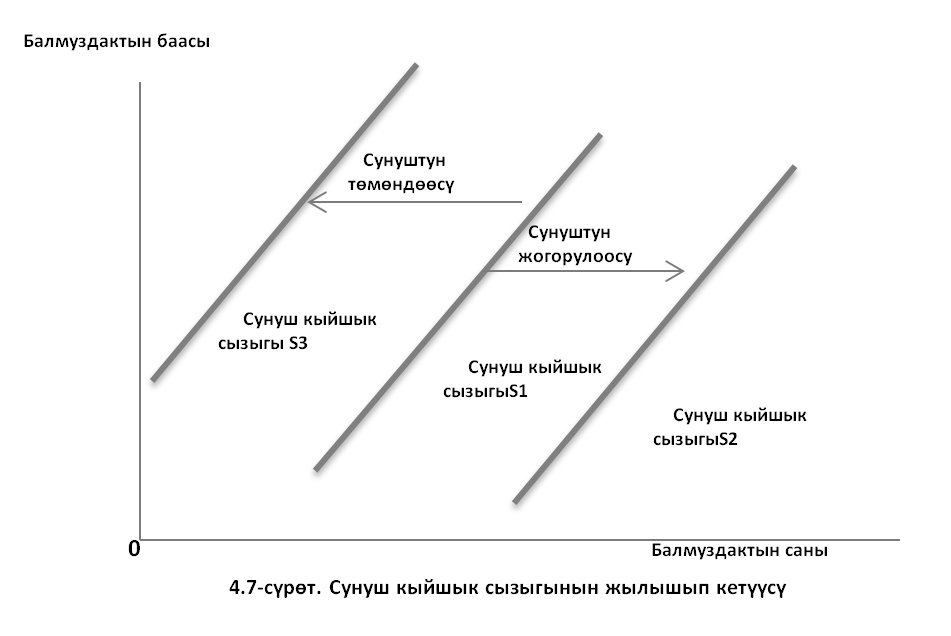 Балмуздактын баасы
Сунуштун
төмөндөөсү
Сунуштун
жогорулоосу
Сунуш кыйшык
сызыгы S3
Сунуш кыйшык
сызыгыS1
Сунуш кыйшык
сызыгыS2
0
Балмуздактын саны
4.7-сүрөт. Сунуш кыйшык сызыгынын жылышып кетүүсү